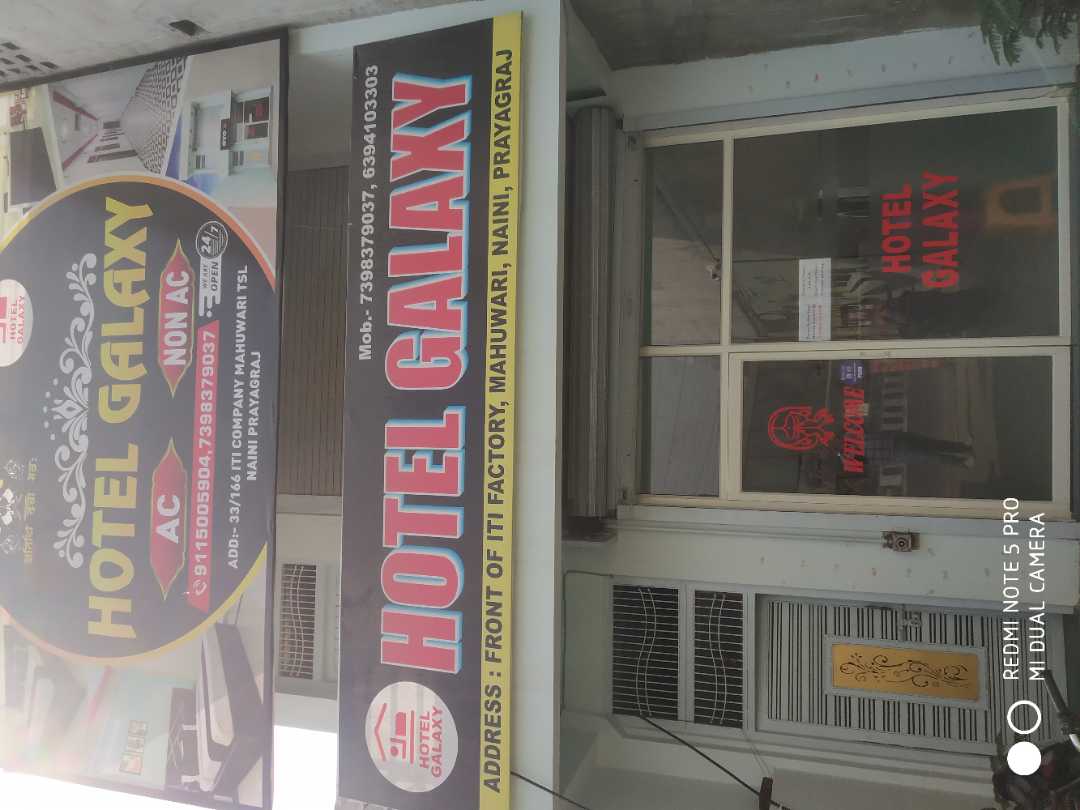 अतिथि देवो भवः
HOTEL
GALAXY
HOTEL GALAXY
AC
NON AC
WE ARE
OPEN
24/7
9115005904,7398379037
ADD:- 33/166 ITI COMPANY MAHUWARI TSL
NAINI PRAYAGRAJ
Mob.- 7398379037, 6394103303
HOTEL GALAXY
HOTEL
GALAXY
ADDRESS : FRONT OF ITI FACTORY, MAHUWARI, NAINI, PRAYAGRAJ
HOTEL
GALAXY
WELCOME
REDMI NOTE 5 PRO
MI DUAL CAMERA